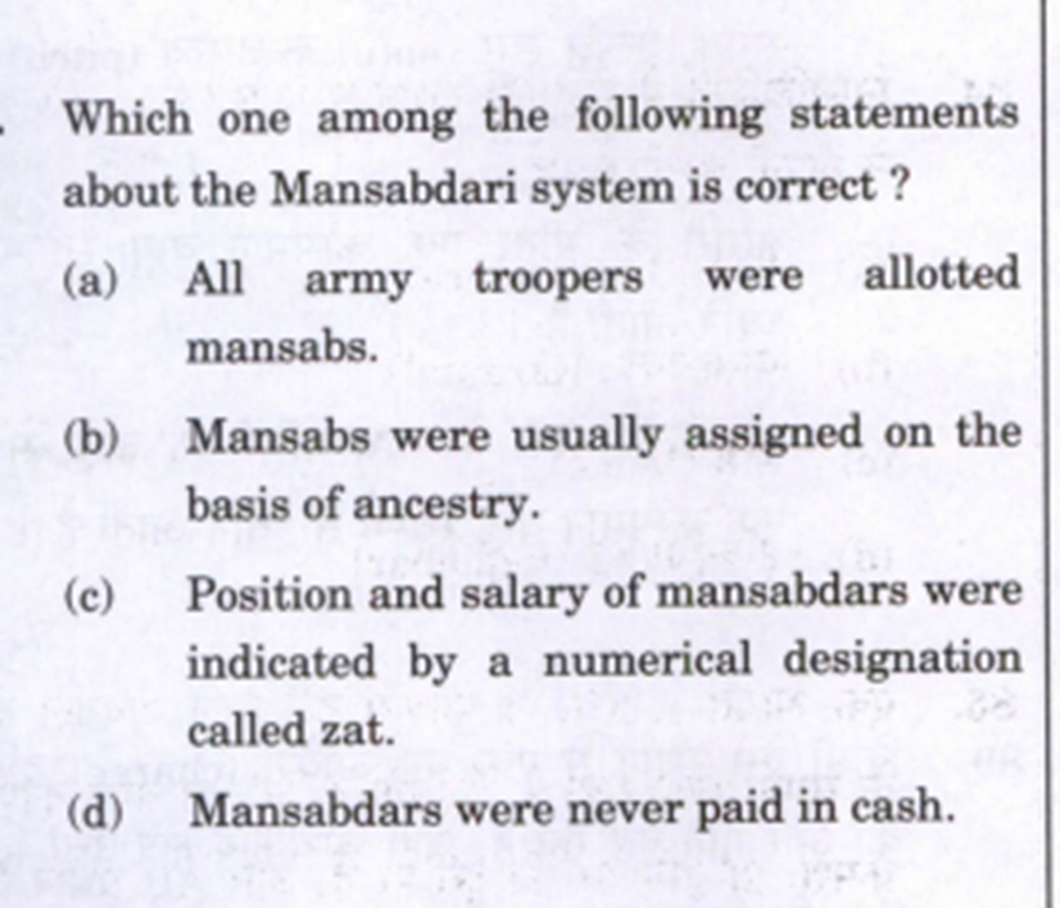 . Which one among the following statements
about the Mansabdari system is correct ?
(a) All army troopers were allotted
mansabs.
(b) Mansabs were usually assigned on the
basis of ancestry.
(c) Position and salary of mansabdars were
indicated by a numerical designation
called zat.
(d) Mansabdars were never paid in cash.